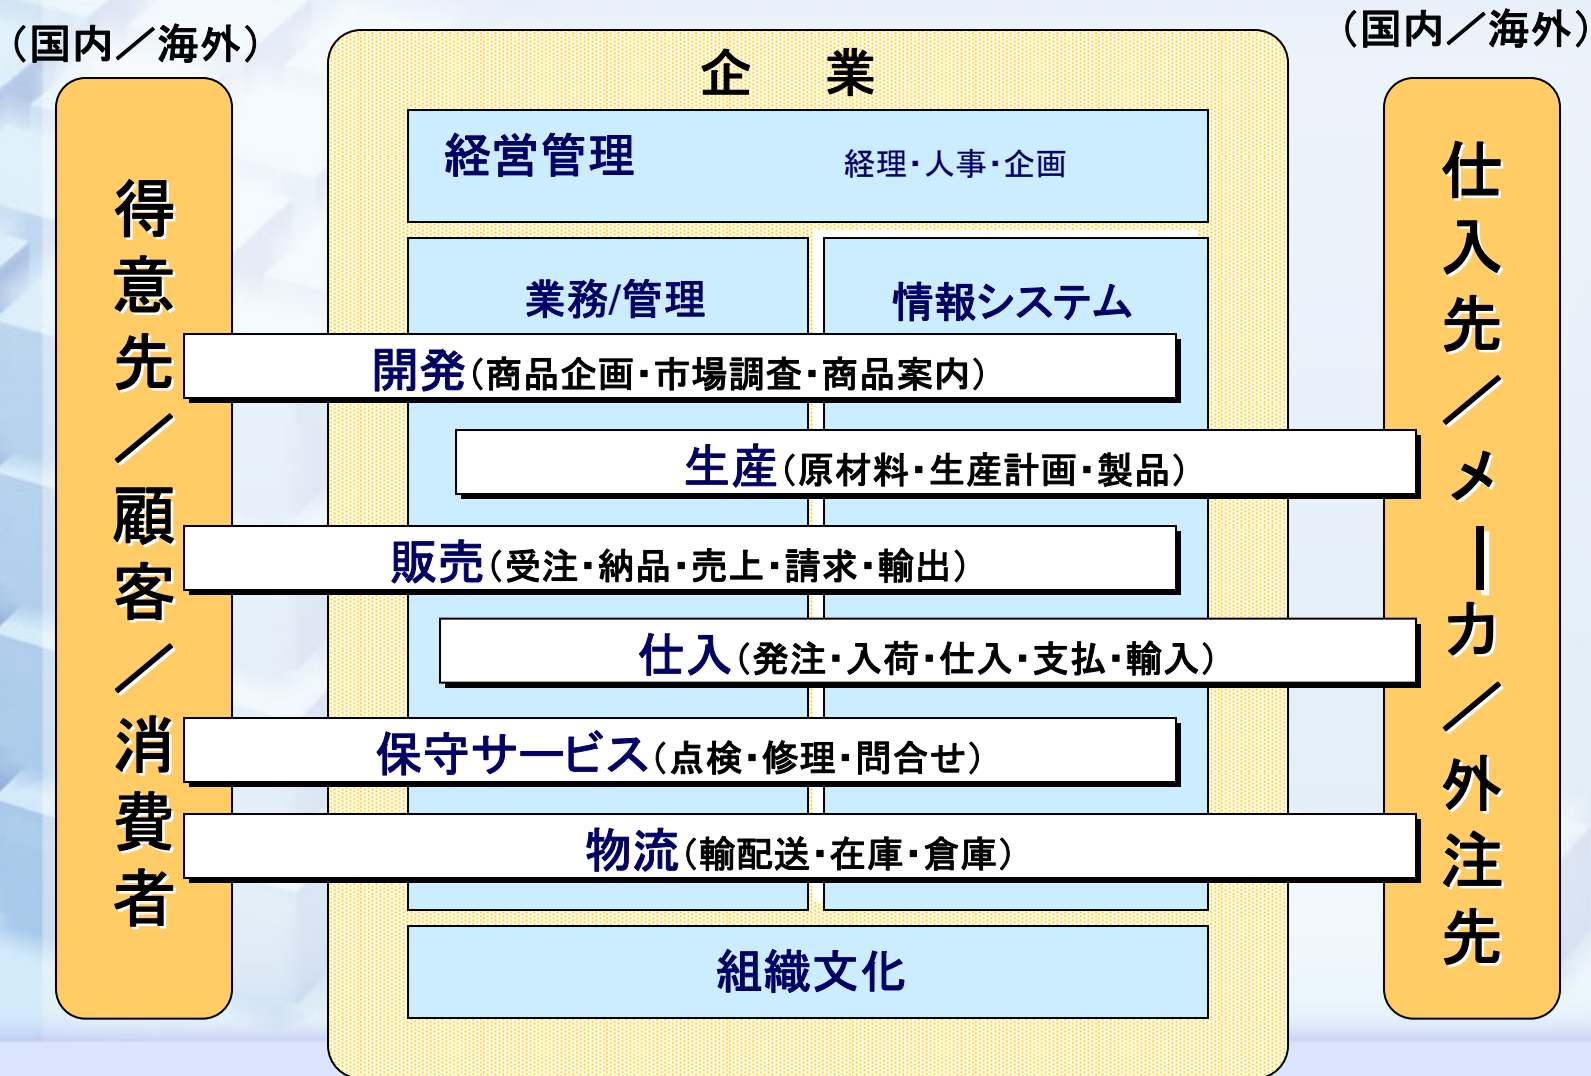 （国内／海外）
（国内／海外）
企　業
経営管理
経理・人事・企画
得意先／顧客／消費者
業務/管理
情報システム
開発（商品企画・市場調査・商品案内）
生産（原材料・生産計画・製品）
販売（受注・納品・売上・請求・輸出）
仕入（発注・入荷・仕入・支払・輸入）
保守サービス（点検・修理・問合せ）
物流（輸配送・在庫・倉庫）
組織文化
仕入先／メーカ／外注先